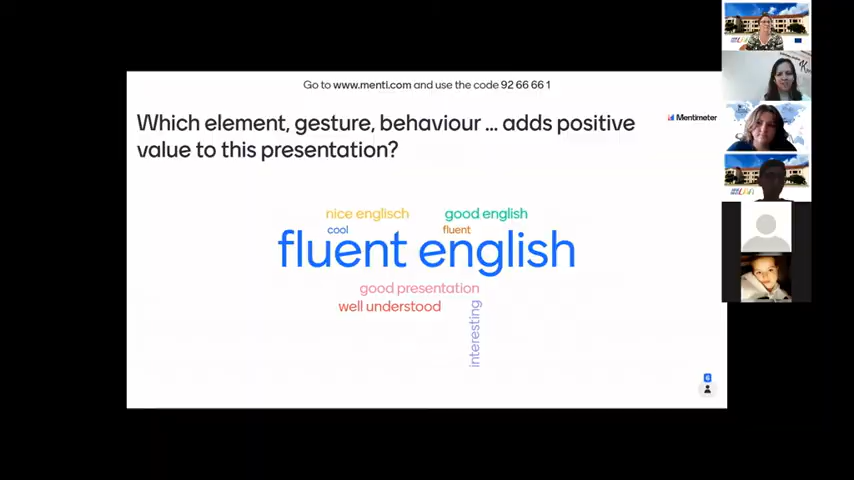 Go to www.menti.com and use the code 92 66 66 1
Which element, gesture, behaviour ... adds positive
value to this presentation?
Mentimeter
nice englisch
good english
cool
fluent
fluent english
good presentation
well understood
interesting
6